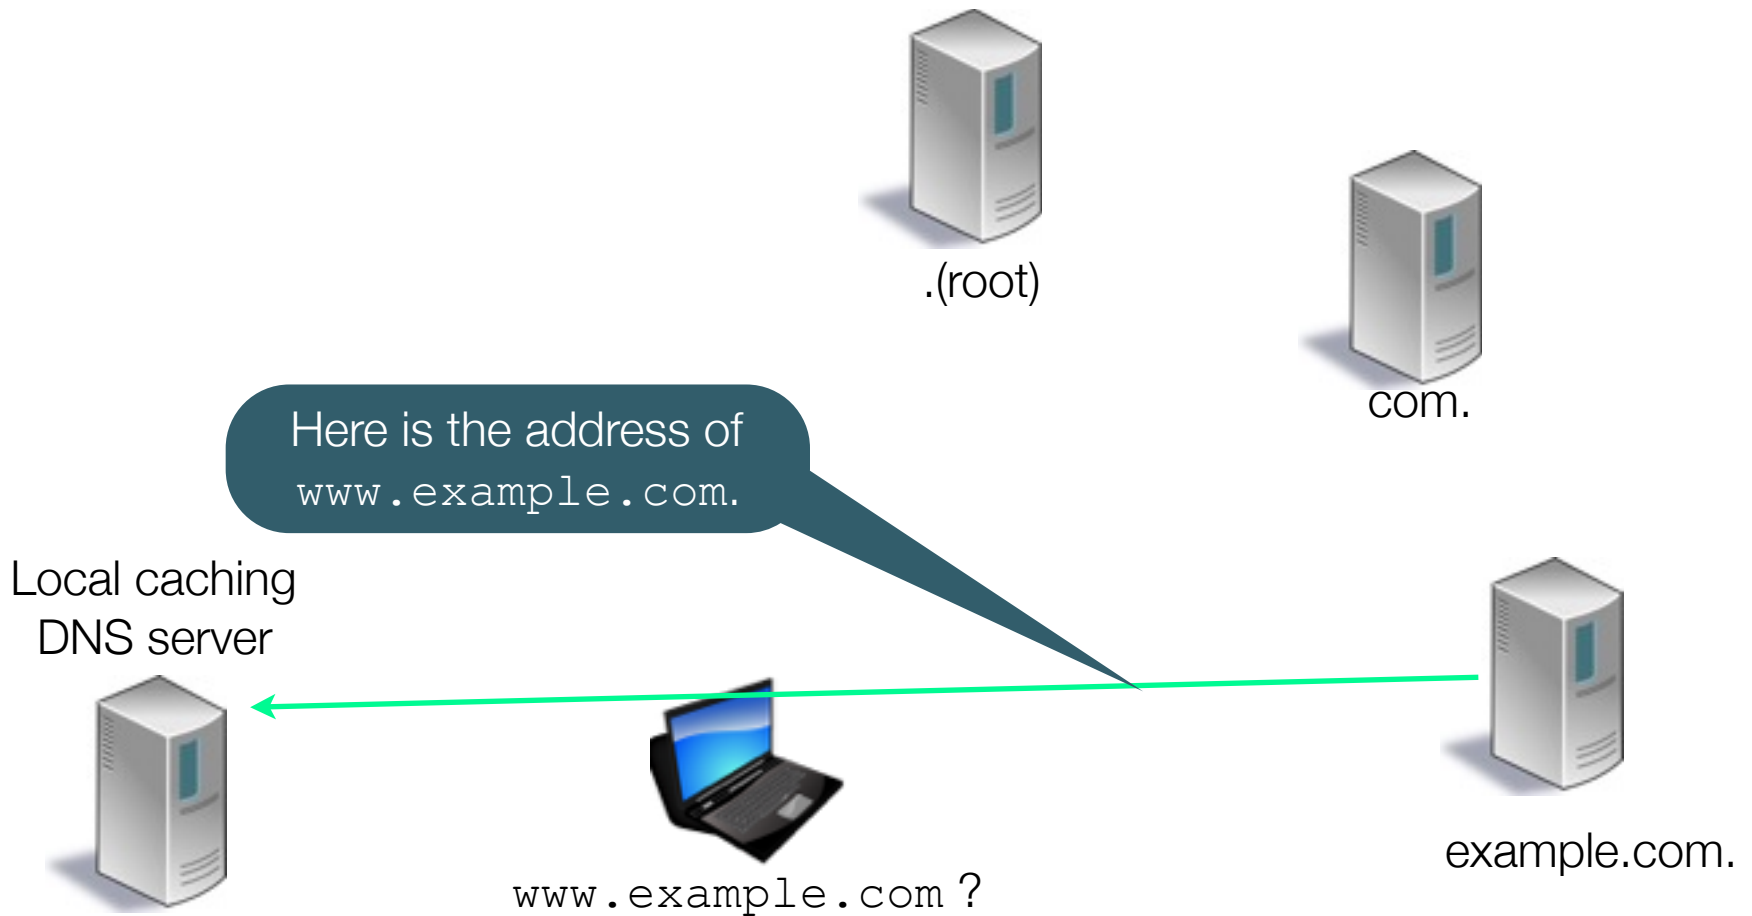 .(root)
com.
Here is the address of
www.example.com.
Local caching
DNS server
example.com.
www.example.com ?